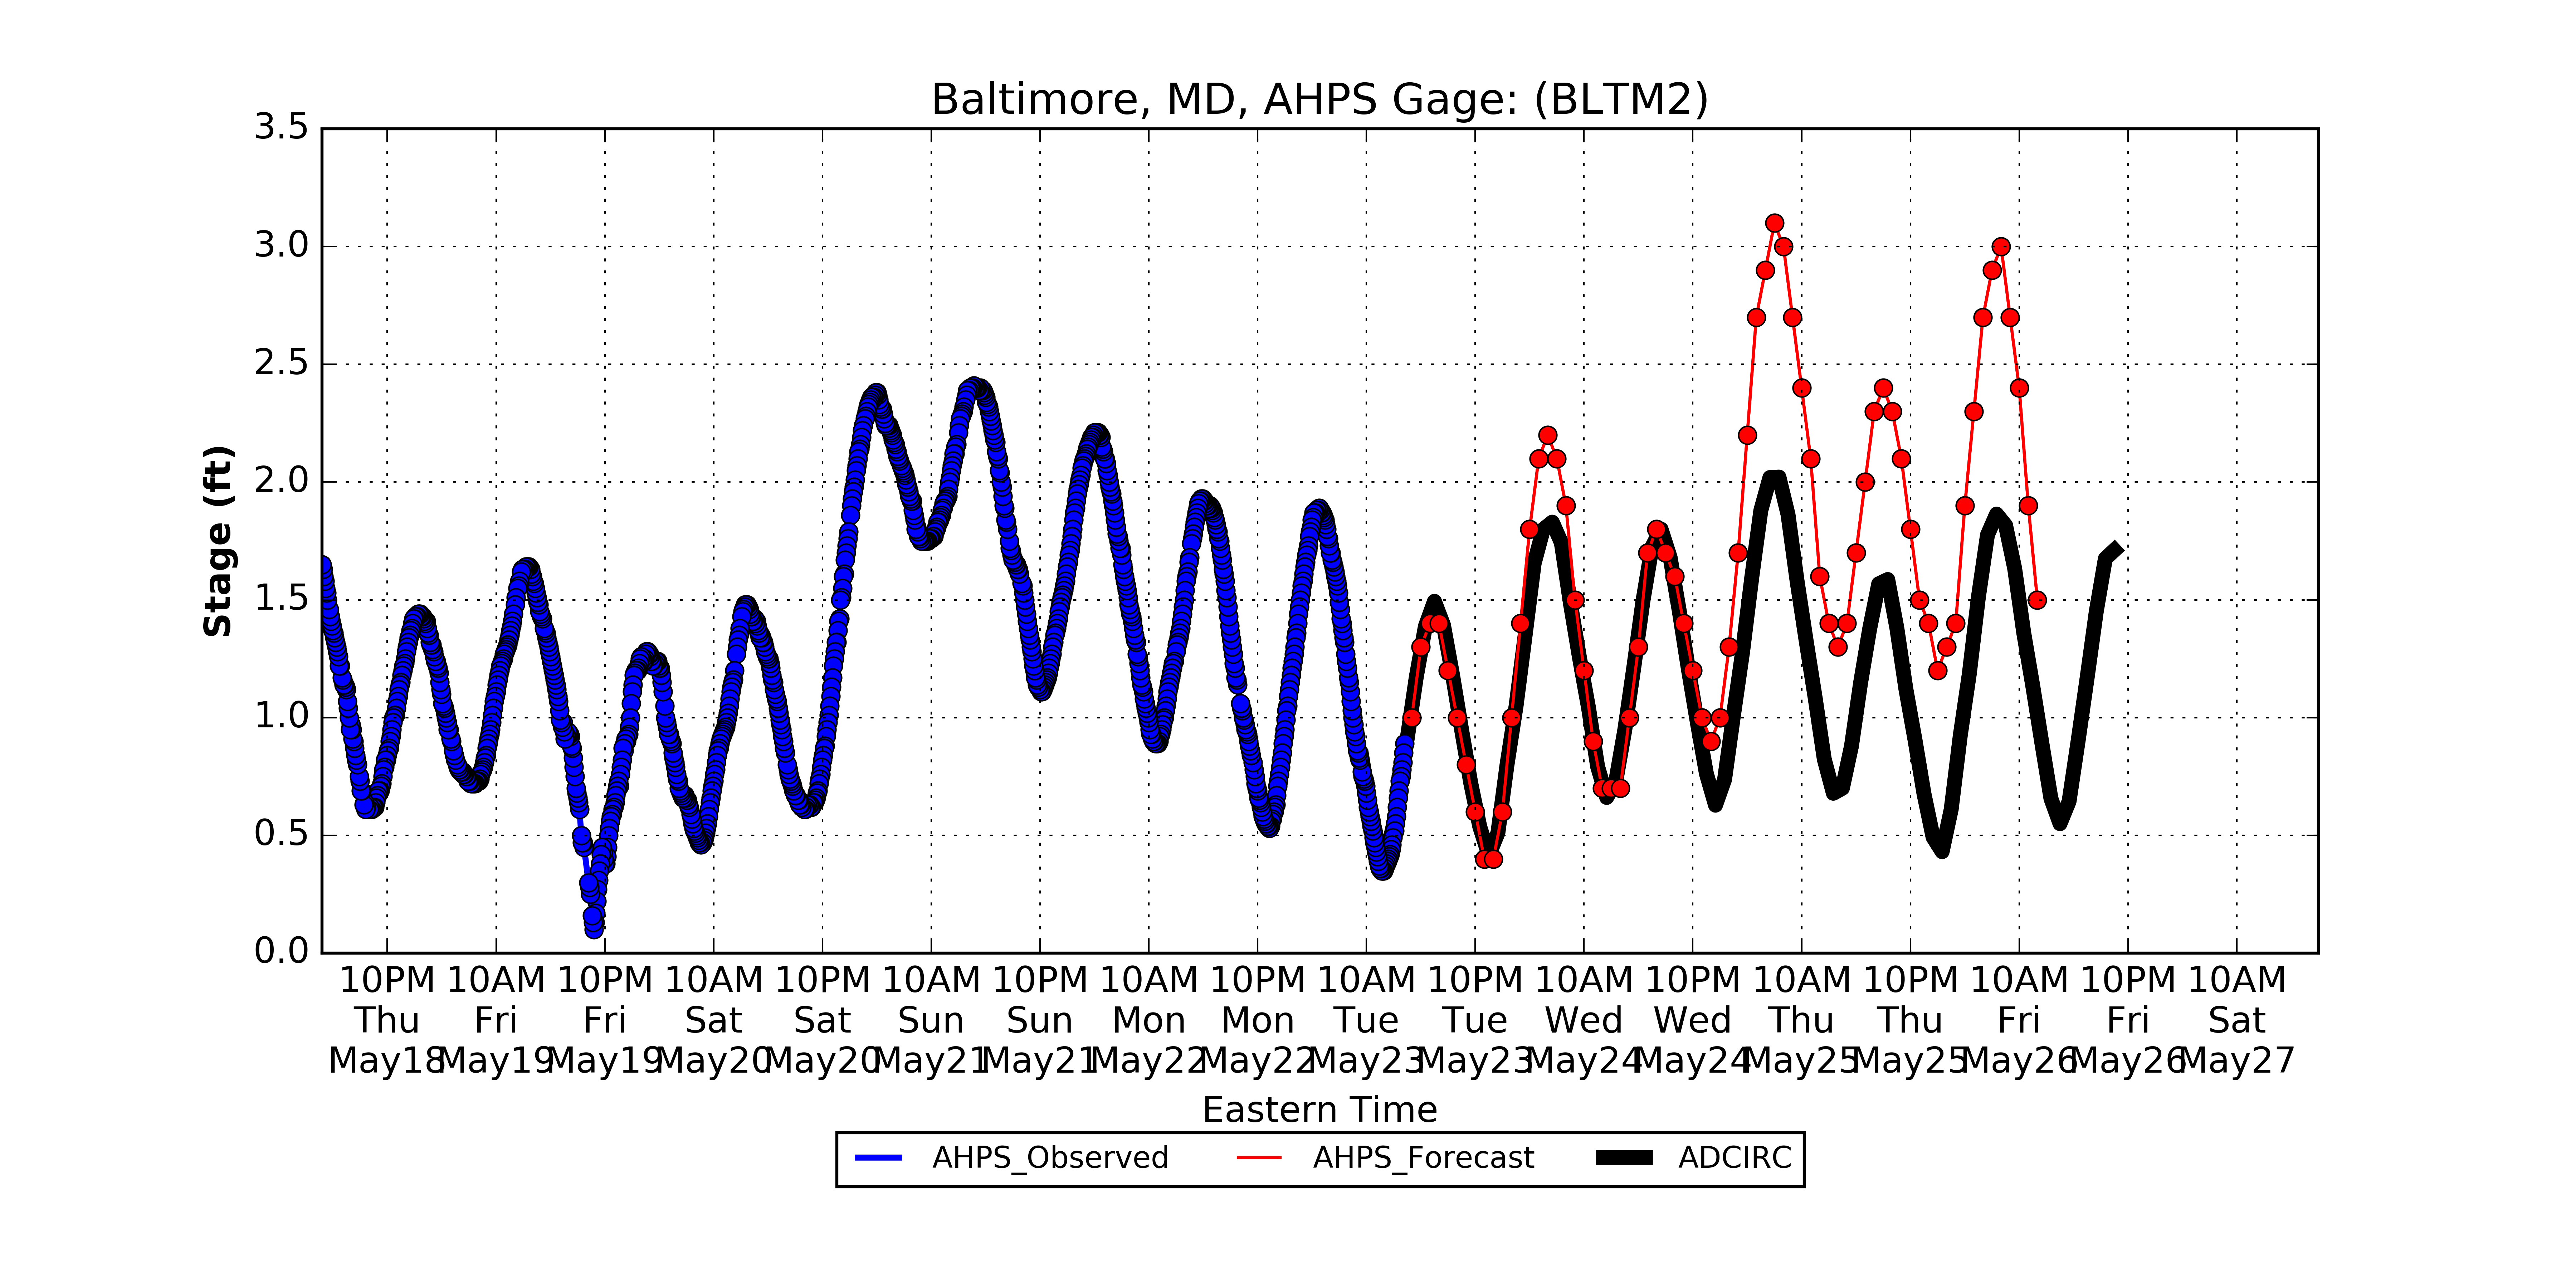 Baltimore, MD, AHPS Gage: (BLTM2)
3.5
3.0
2.5
2.0
1.5
1.0
0.5
0.0
Stage (ft)
10PM 10AM 10PM 10AM 10PM 10AM 10PM 10AM 10PM 10AM 10PM 10AM 10PM 10AM 10PM 10AM 10PM 10AM
Thu Fri Fri Sat Sat Sun Sun Mon Mon Tue Tue Wed Wed Thu Thu Fri Fri Sat
May18 May19 May19 May20 May20 May21 May21 May22 May22 May23 May23 May24 May24 May25 May25 May26 May26 May27
Eastern Time
AHPS_Observed AHPS_Forecast ADCIRC